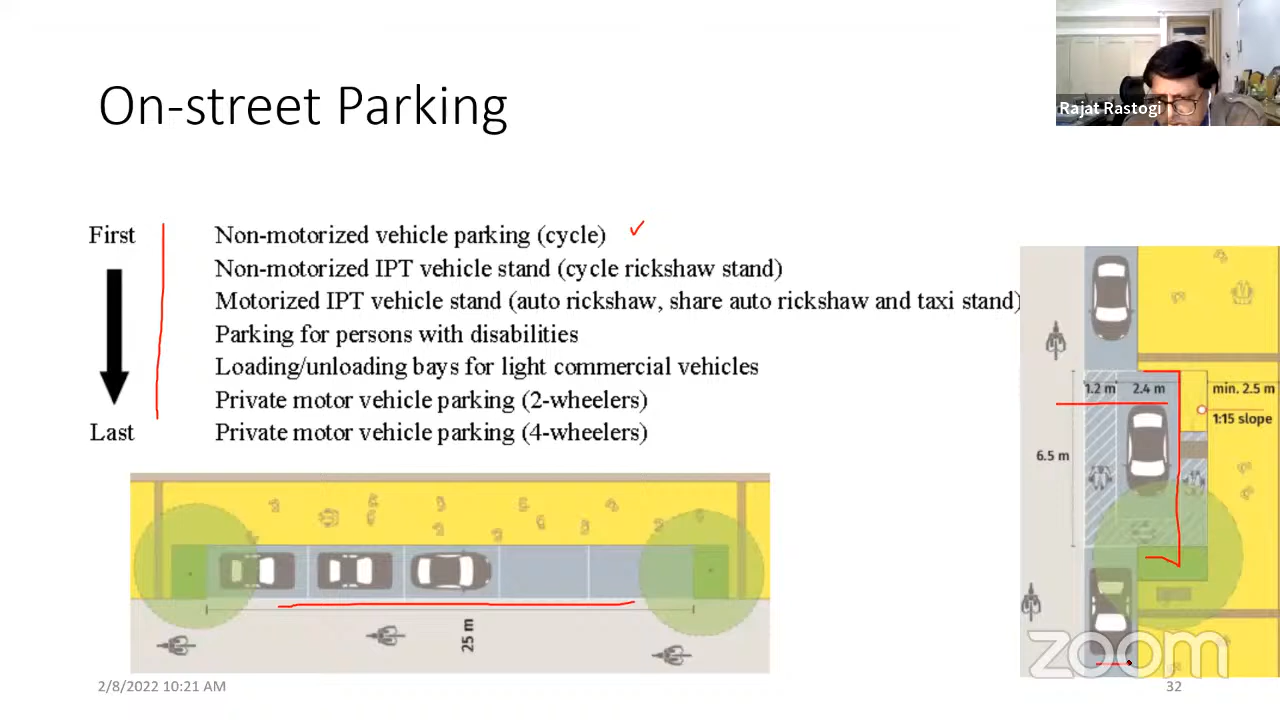 Rajat Rastogi
On-street Parking
First
Non-motorized vehicle parking (cycle)
Non-motorized IPT vehicle stand (cycle rickshaw stand)
Motorized IPT vehicle stand (auto rickshaw, share auto rickshaw and taxi stand)
Parking for persons with disabilities
Loading/unloading bays for light commercial vehicles
Private motor vehicle parking (2-wheelers)
Last
Private motor vehicle parking (4-wheelers)
1.2 m
2.4 m
min. 2.5 m
1:15 slope
6.5 m
25 m
zoom
2/8/2022 10:21 AM
32